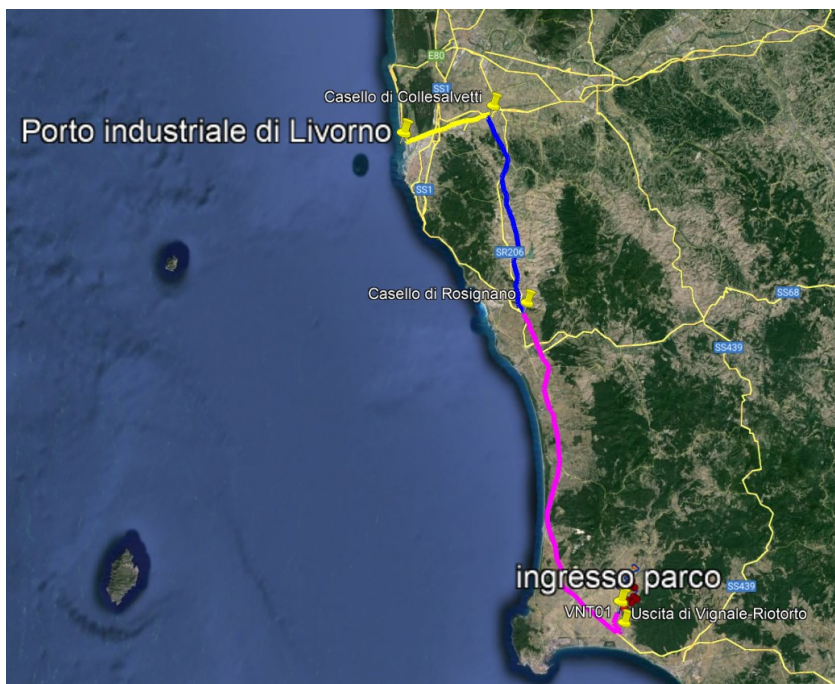 E80
SS1
Casello di Collesalvetti
Porto industriale di Livorno
SS1
SR206
Casello di Rosignano
SS68
SS439
ingresso parco
SS439
VNT01
Uscita di Vignale-Riotorto